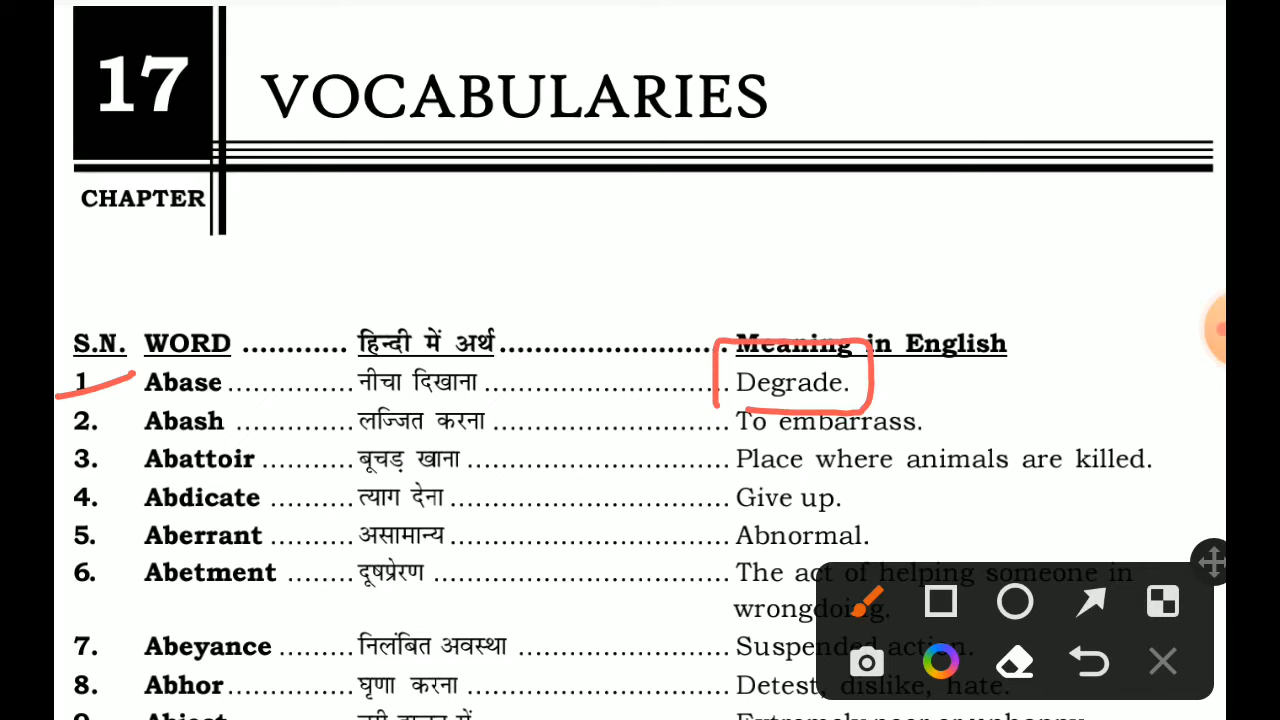 17
VOCABULARIES
CHAPTER
S.N. WORD ............ हिन्दी में अर्थ ......................... Meaning in English
1 Abase .............. नीचा दिखाना ........................... Degrade.
2. Abash ............. लज्जित करना .......................... To embarrass.
3. Abattoir .......... बूचड़ खाना ............................. Place where animals are killed.
4. Abdicate .......... त्याग देना ............................... Give up.
5. Aberrant .......... असामान्य .............................. Abnormal.
6. Abetment ........ दूषप्रेरण ................................ The act of helping someone in
wrongdoing.
7. Abeyance ......... निलंबित अवस्था ........................ Suspended action.
8. Abhor .............. घृणा करना ............................. Detest, dislike, hate.